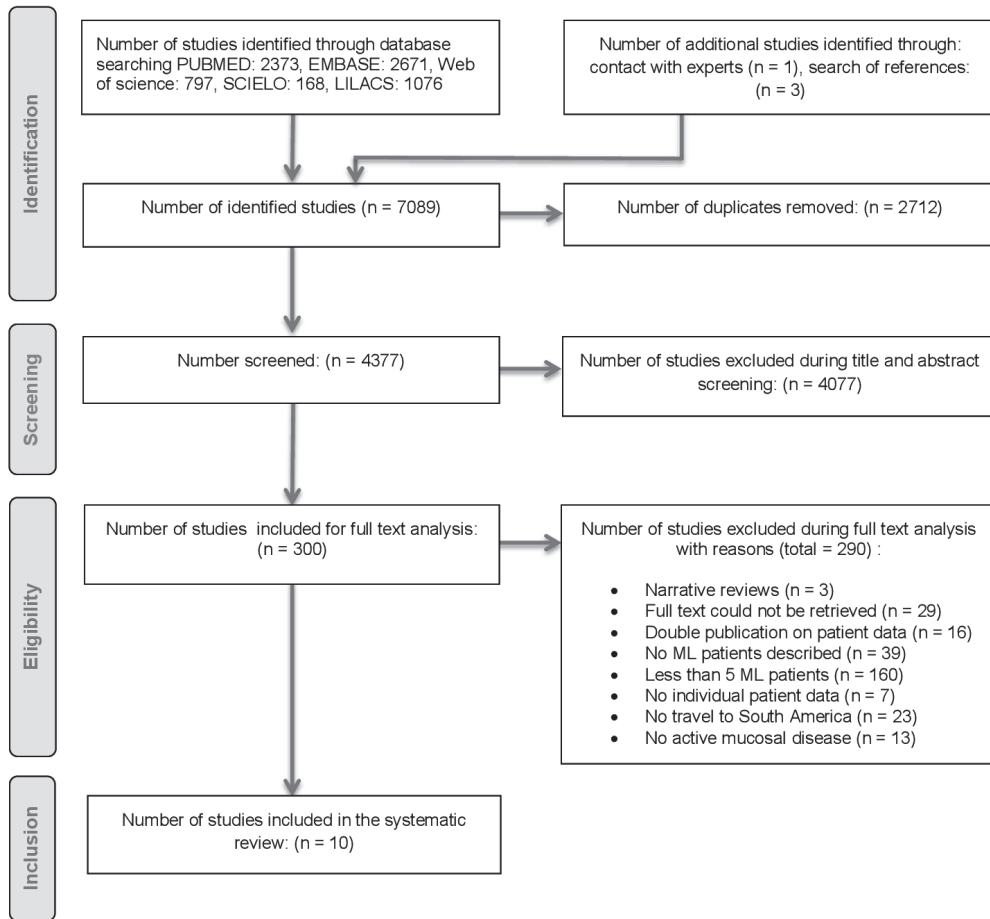 Identification
Number of studies identified through database
searching PUBMED: 2373, EMBASE: 2671, Web
of science: 797, SCIELO: 168, LILACS: 1076
Number of additional studies identified through:
contact with experts (n = 1), search of references:
(n = 3)
Number of identified studies (n = 7089)
Number of duplicates removed: (n = 2712)
Screening
Number screened: (n = 4377)
Number of studies excluded during title and abstract
screening: (n = 4077)
Eligibility
Number of studies included for full text analysis:
(n = 300)
Number of studies excluded during full text analysis
with reasons (total = 290) :
• Narrative reviews (n = 3)
• Full text could not be retrieved (n = 29)
• Double publication on patient data (n = 16)
• No ML patients described (n = 39)
• Less than 5 ML patients (n = 160)
• No individual patient data (n = 7)
• No travel to South America (n = 23)
• No active mucosal disease (n = 13)
Inclusion
Number of studies included in the systematic
review: (n = 10)